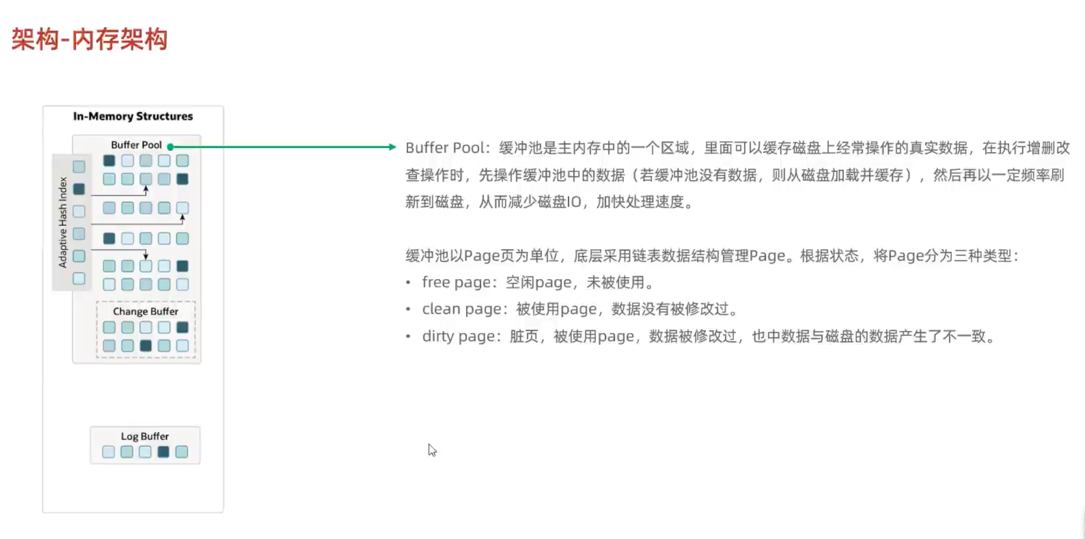 架构-内存架构
In-Memory Structures
Buffer Pool
Adaptive Hash Index
Change Buffer
Log Buffer
Buffer Pool：缓冲池是主内存中的一个区域，里面可以缓存磁盘上经常操作的真实数据，在执行增删改
查操作时，先操作缓冲池中的数据（若缓冲池没有数据，则从磁盘加载并缓存），然后再以一定频率刷
新到磁盘，从而减少磁盘IO，加快处理速度。
缓冲池以Page页为单位，底层采用链表数据结构管理Page。根据状态，将Page分为三种类型：
• free page：空闲page，未被使用。
• clean page：被使用page，数据没有被修改过。
• dirty page：脏页，被使用page，数据被修改过，也中数据与磁盘的数据产生了不一致。